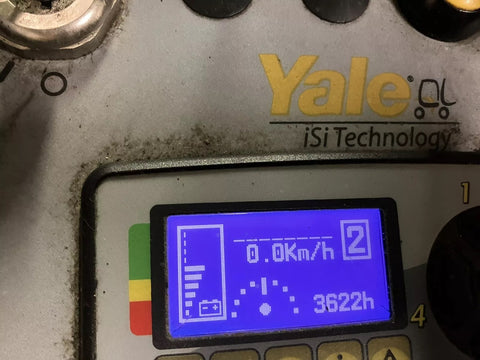 Yale
iSi Technology
0.0Km/h
2
3622h
1
4